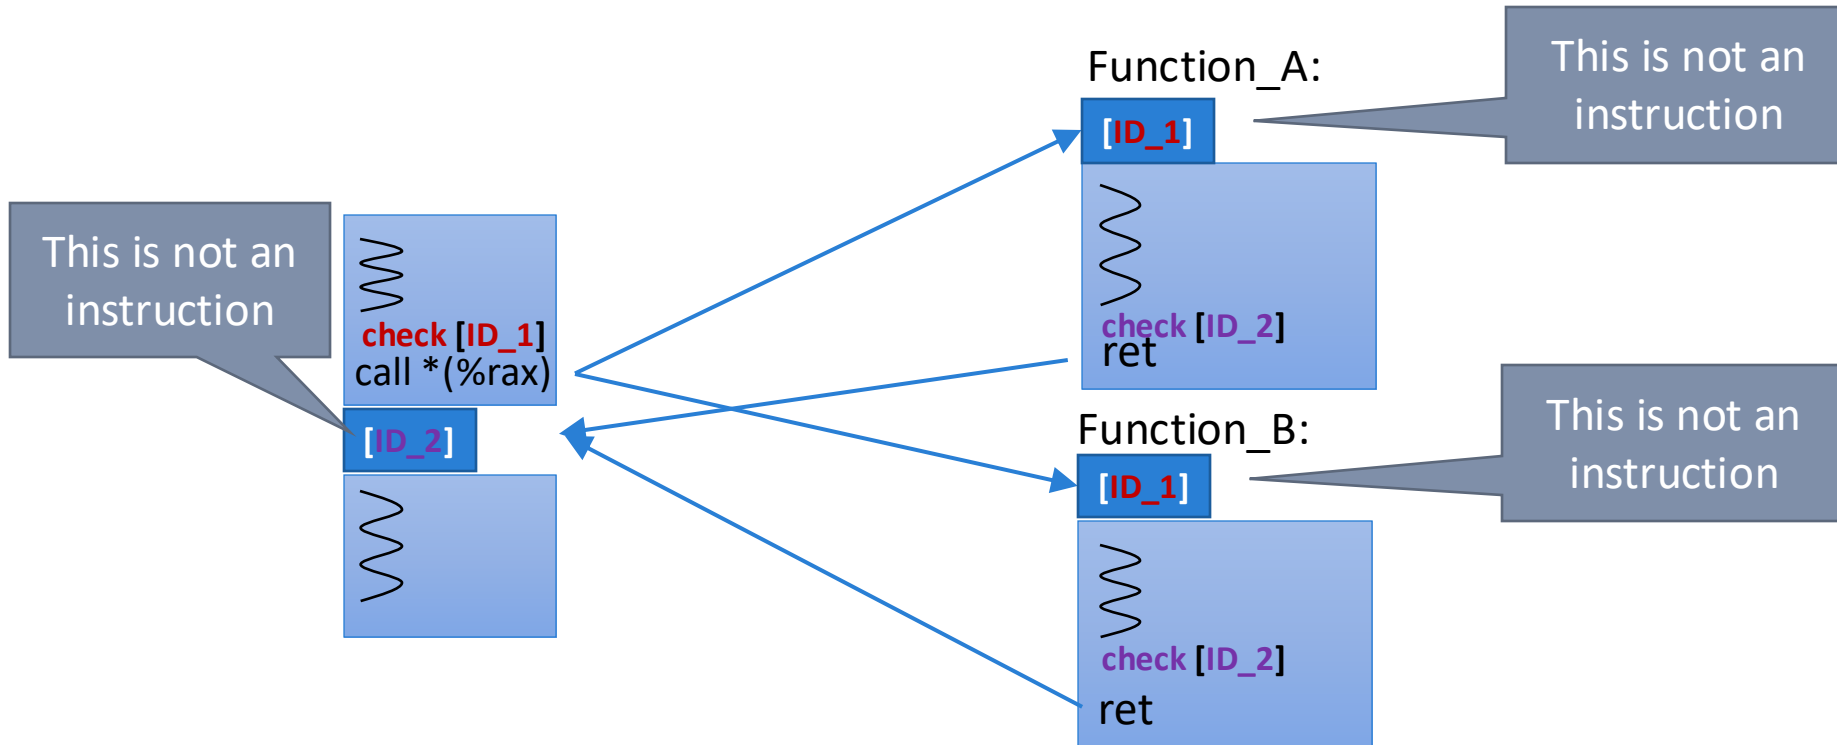 This is not an
instruction
check [ID_1]
call *(%rax)
[ID_2]
Function_A:
[ID_1]
check [ID_2]
ret
This is not an
instruction
Function_B:
[ID_1]
check [ID_2]
ret
This is not an
instruction